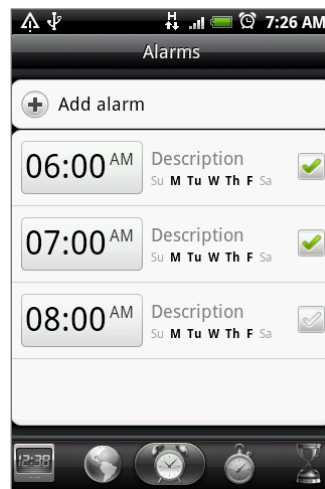 H 7:26 AM
Alarms
Add alarm
06:00 AM Description
Su M Tu W Th F Sa
07:00 AM Description
Su M Tu W Th F Sa
08:00 AM Description
Su M Tu W Th F Sa
12:38